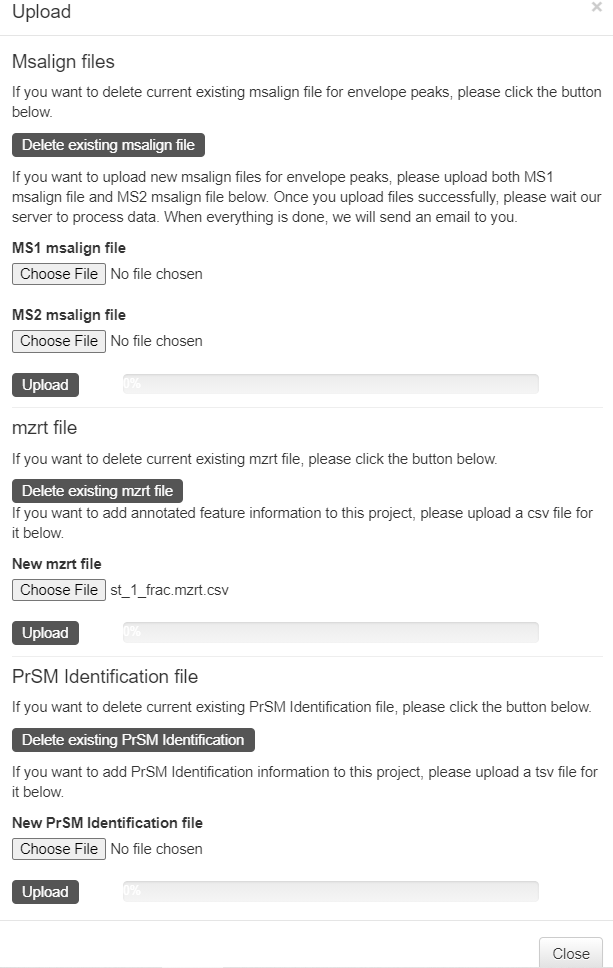 Upload
×
Msalign files
If you want to delete current existing msalign file for envelope peaks, please click the button
below.
Delete existing msalign file
If you want to upload new msalign files for envelope peaks, please upload both MS1
msalign file and MS2 msalign file below. Once you upload files successfully, please wait our
server to process data. When everything is done, we will send an email to you.
MS1 msalign file
Choose File No file chosen
MS2 msalign file
Choose File No file chosen
Upload 0%
mzrt file
If you want to delete current existing mzrt file, please click the button below.
Delete existing mzrt file
If you want to add annotated feature information to this project, please upload a csv file for
it below.
New mzrt file
Choose File st_1_frac.mzrt.csv
Upload 0%
PrSM Identification file
If you want to delete current existing PrSM Identification file, please click the button below.
Delete existing PrSM Identification
If you want to add PrSM Identification information to this project, please upload a tsv file for
it below.
New PrSM Identification file
Choose File No file chosen
Upload 0%
Close